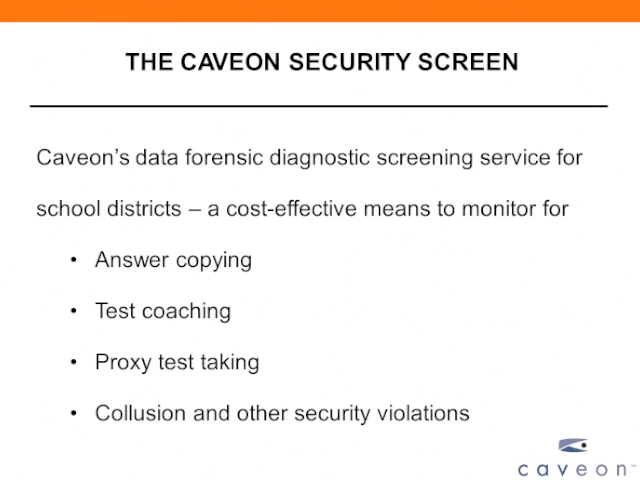 THE CAVEON SECURITY SCREEN
Caveon’s data forensic diagnostic screening service for
school districts – a cost-effective means to monitor for
• Answer copying
• Test coaching
• Proxy test taking
• Collusion and other security violations
caveon™